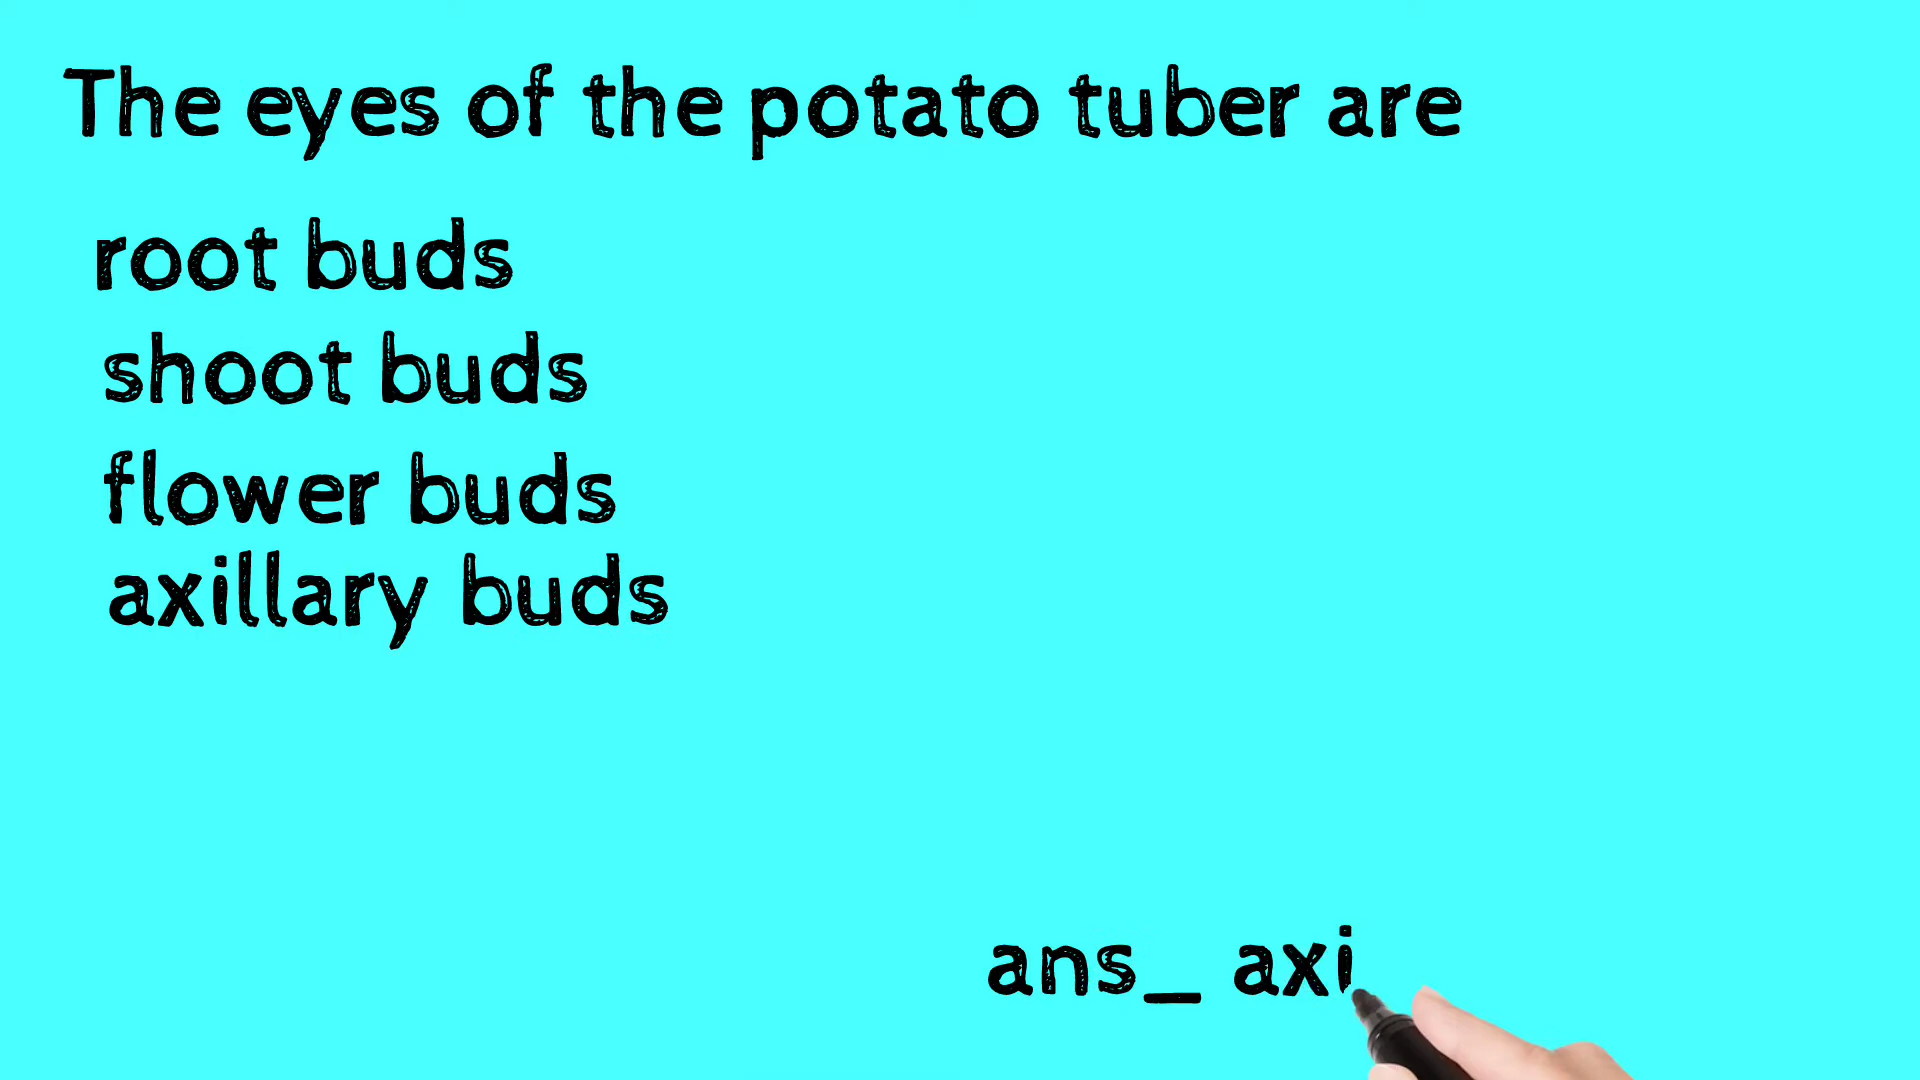 The eyes of the potato tuber are
root buds
shoot buds
flower buds
axillary buds
ans_ axi